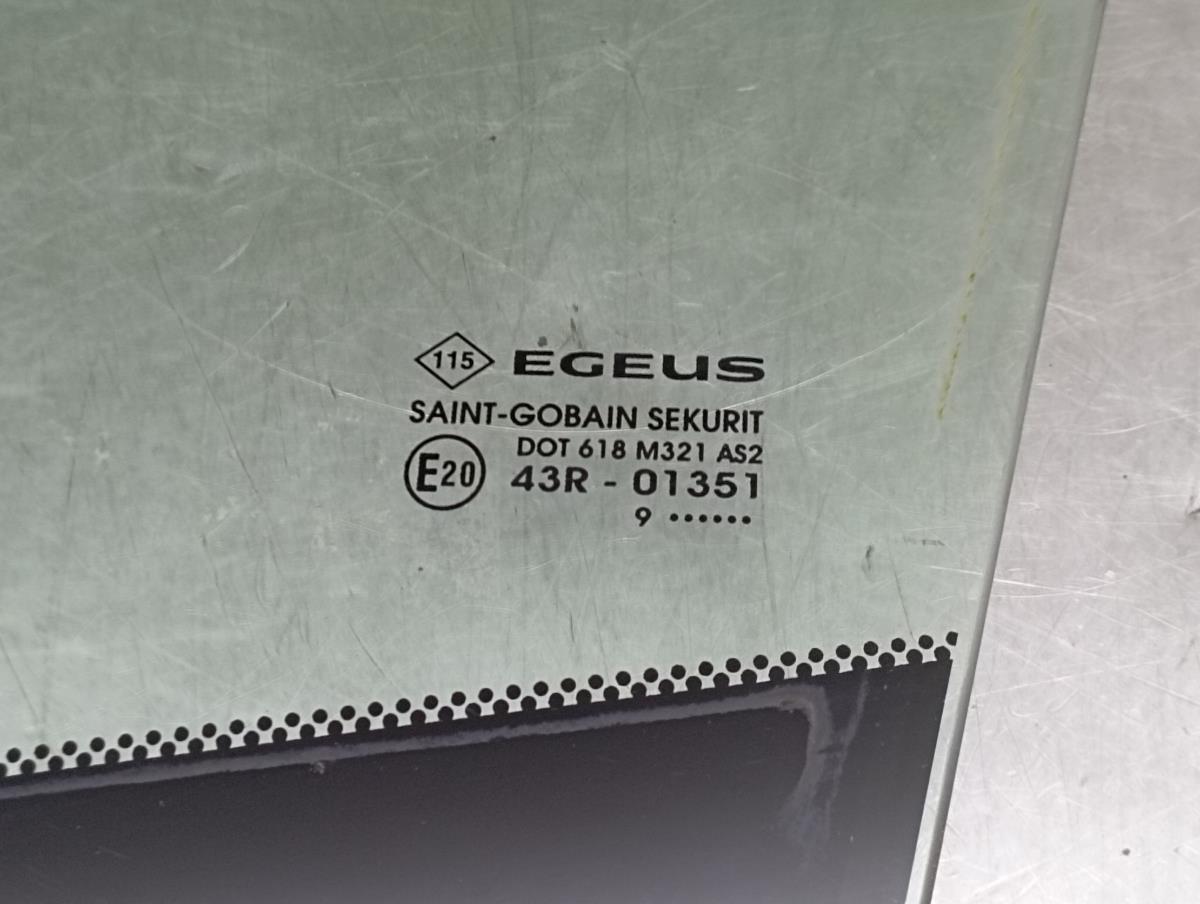 115 EGEUS
SAINT-GOBAIN SEKURIT
DOT 618 M321 AS2
E20 43R - 01351
9 ••••••